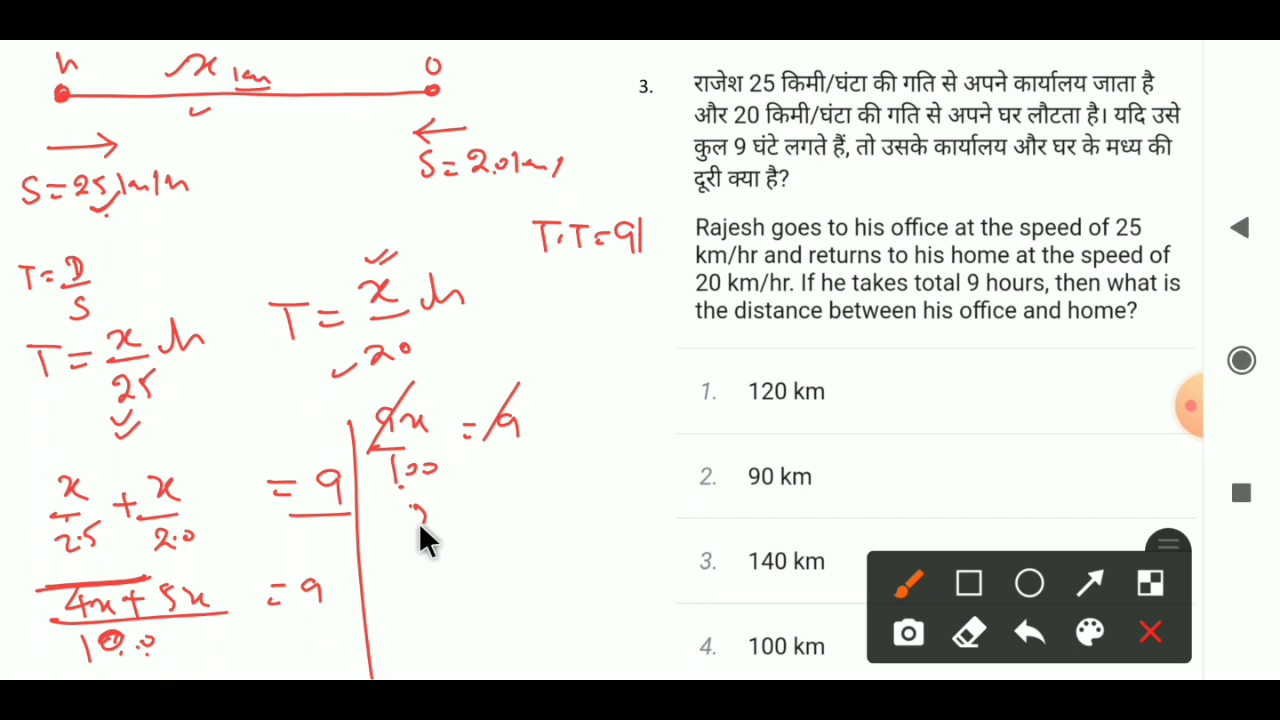 h x km O
S=25 km/h
S=20km/
T.T=9
T=D/S
T=x/25 h
T=x/20 h
x/25 + x/20 = 9
4x+5x/100 = 9
9x/100 = 9
3.
राजेश 25 किमी/घंटा की गति से अपने कार्यालय जाता है
और 20 किमी/घंटा की गति से अपने घर लौटता है। यदि उसे
कुल 9 घंटे लगते हैं, तो उसके कार्यालय और घर के मध्य की
दूरी क्या है?
Rajesh goes to his office at the speed of 25
km/hr and returns to his home at the speed of
20 km/hr. If he takes total 9 hours, then what is
the distance between his office and home?
1. 120 km
2. 90 km
3. 140 km
4. 100 km